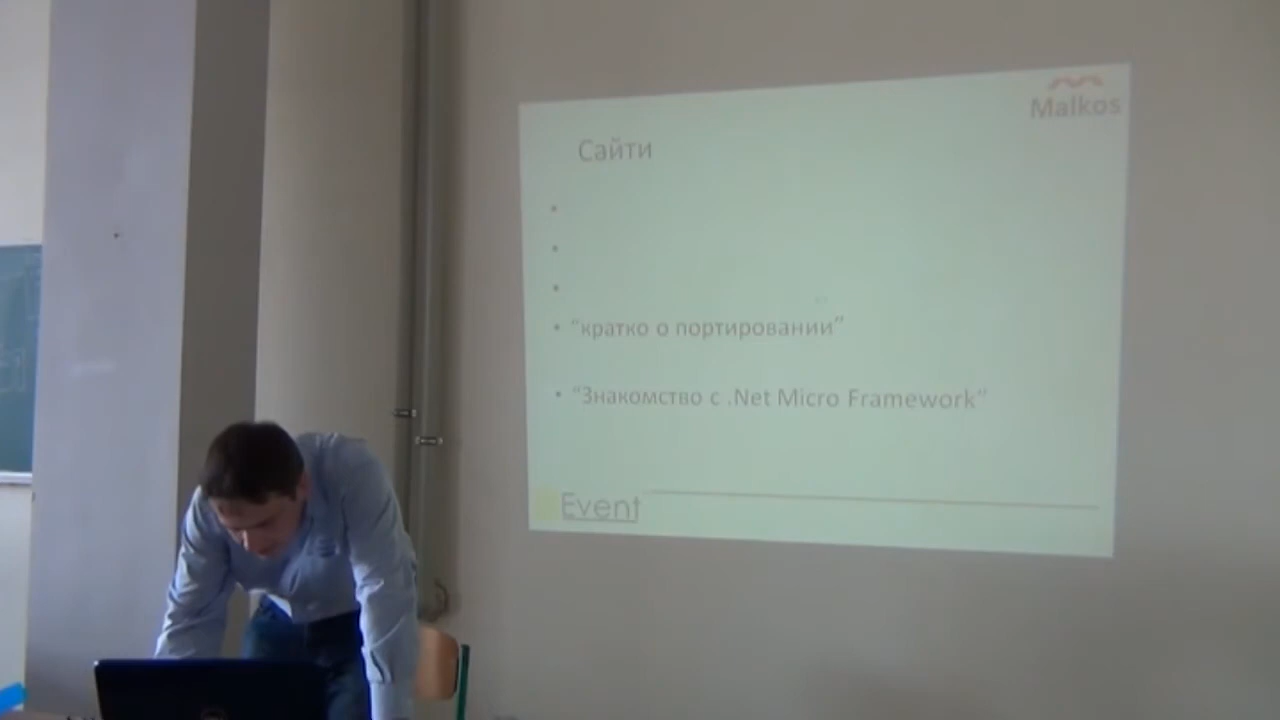 Malkos
Сайти
“кратко о портировании”
“Знакомство с .Net Micro Framework”
Event